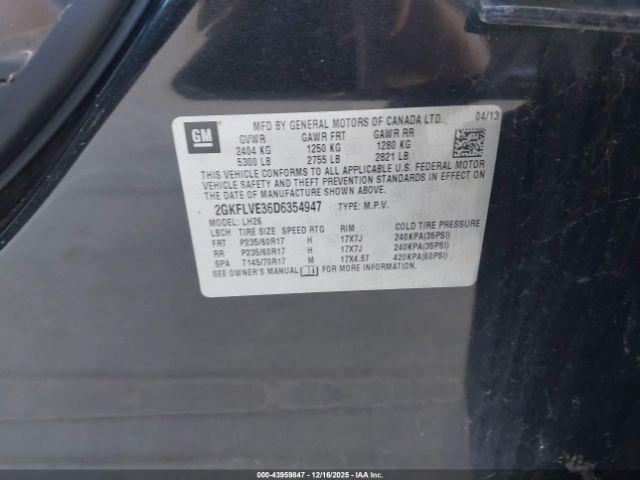 GM
MFD BY GENERAL MOTORS OF CANADA LTD.
04/13
GVWR GAWR FRT GAWR RR
2404 KG 1250 KG 1280 KG
5300 LB 2755 LB 2821 LB
THIS VEHICLE CONFORMS TO ALL APPLICABLE U.S. FEDERAL MOTOR
VEHICLE SAFETY AND THEFT PREVENTION STANDARDS IN EFFECT ON
THE DATE OF MANUFACTURE SHOWN ABOVE.
2GKFLVE36D6354947 TYPE: M.P.V.
MODEL: LH26
LBCH TIRE SIZE SPEED RTG RIM COLD TIRE PRESSURE
FRT P235/60R17 H 17X7J 240KPA(35PSI)
RR P235/60R17 H 17X7J 240KPA(35PSI)
SPA T145/70R17 M 17X4.5T 420KPA(60PSI)
SEE OWNER'S MANUAL FOR MORE INFORMATION.
000-43959847 - 12/16/2025 - IAAI.COM